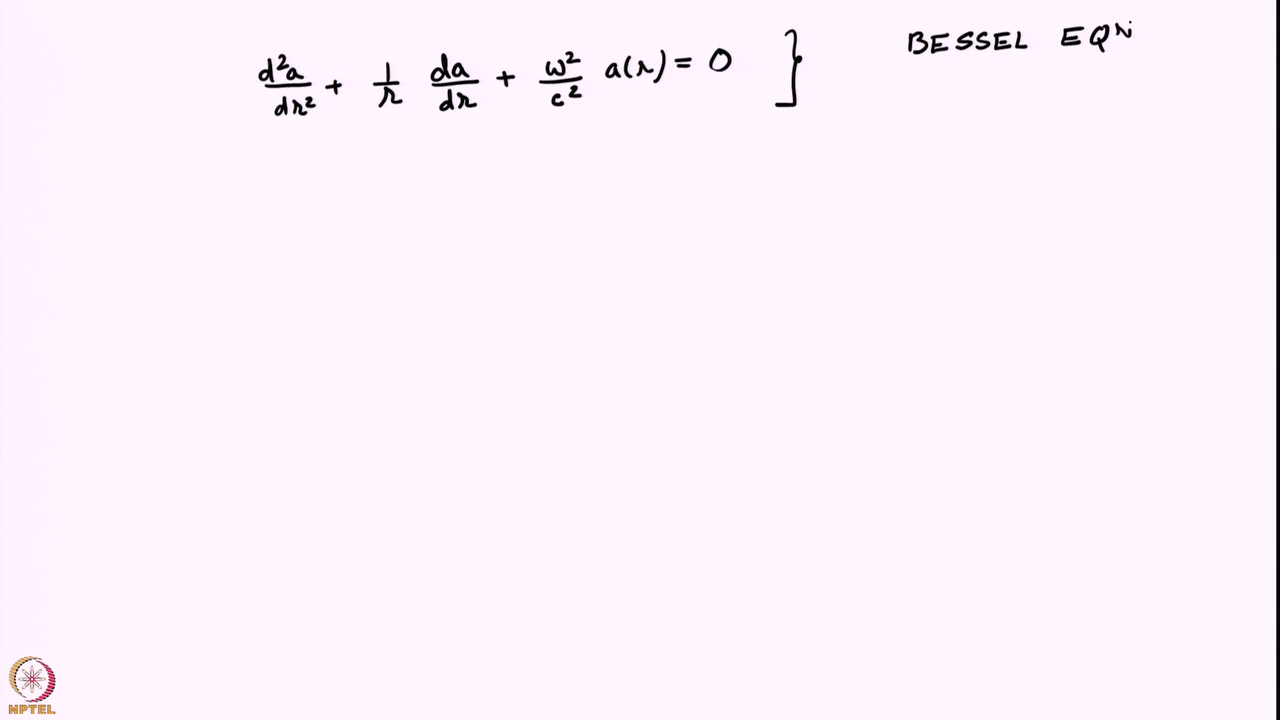 d²a/dr² + 1/r da/dr + ω²/c² a(r) = 0 } BESSEL EQN.
NPTEL